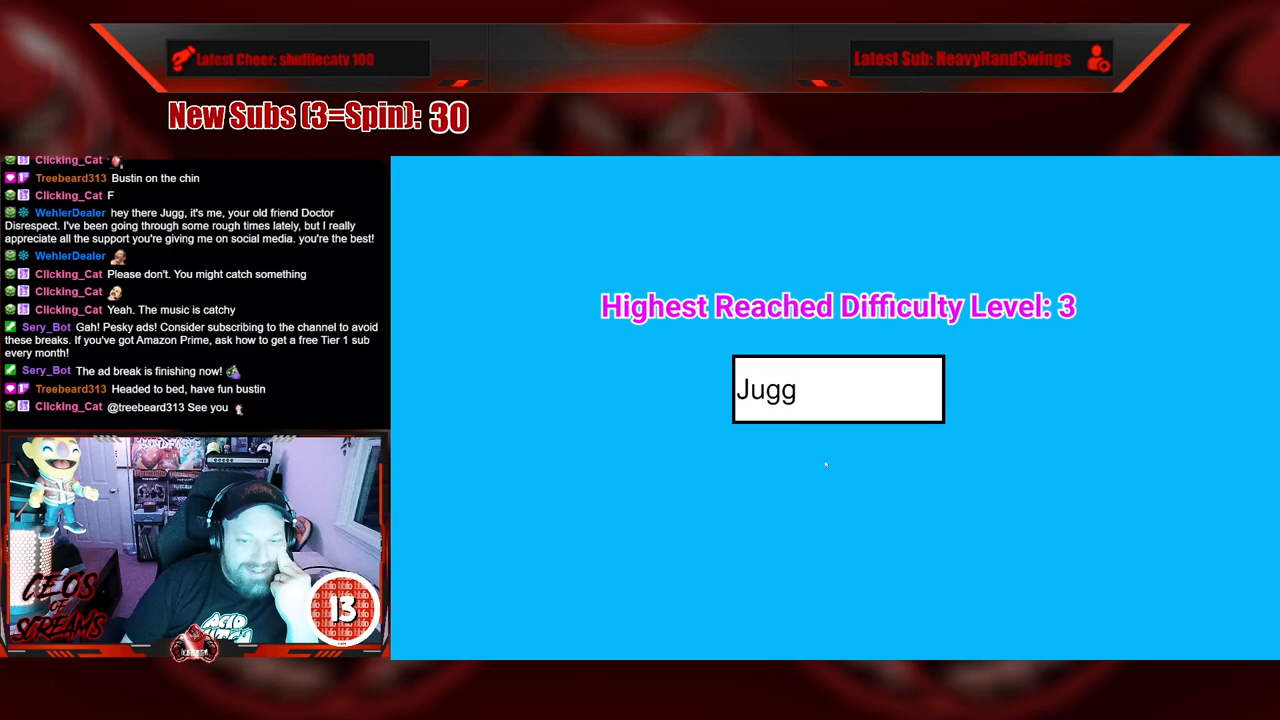 Latest Cheer: shufflecatv 100
Latest Sub: HeavyHandSwings
New Subs (3=Spin): 30
Clicking_Cat
Treebeard313 Bustin on the chin
Clicking_Cat F
WehlerDealer hey there Jugg, it's me, your old friend Doctor
Disrespect. I've been going through some rough times lately, but I really
appreciate all the support you're giving me on social media. you're the best!
WehlerDealer
Clicking_Cat Please don't. You might catch something
Clicking_Cat
Clicking_Cat Yeah. The music is catchy
Sery_Bot Gah! Pesky ads! Consider subscribing to the channel to avoid
these breaks. If you've got Amazon Prime, ask how to get a free Tier 1 sub
every month!
Sery_Bot The ad break is finishing now!
Treebeard313 Headed to bed, have fun bustin
Clicking_Cat @treebeard313 See you
Highest Reached Difficulty Level: 3
Jugg
CEOS
OF
SCREAMS
ACID
13